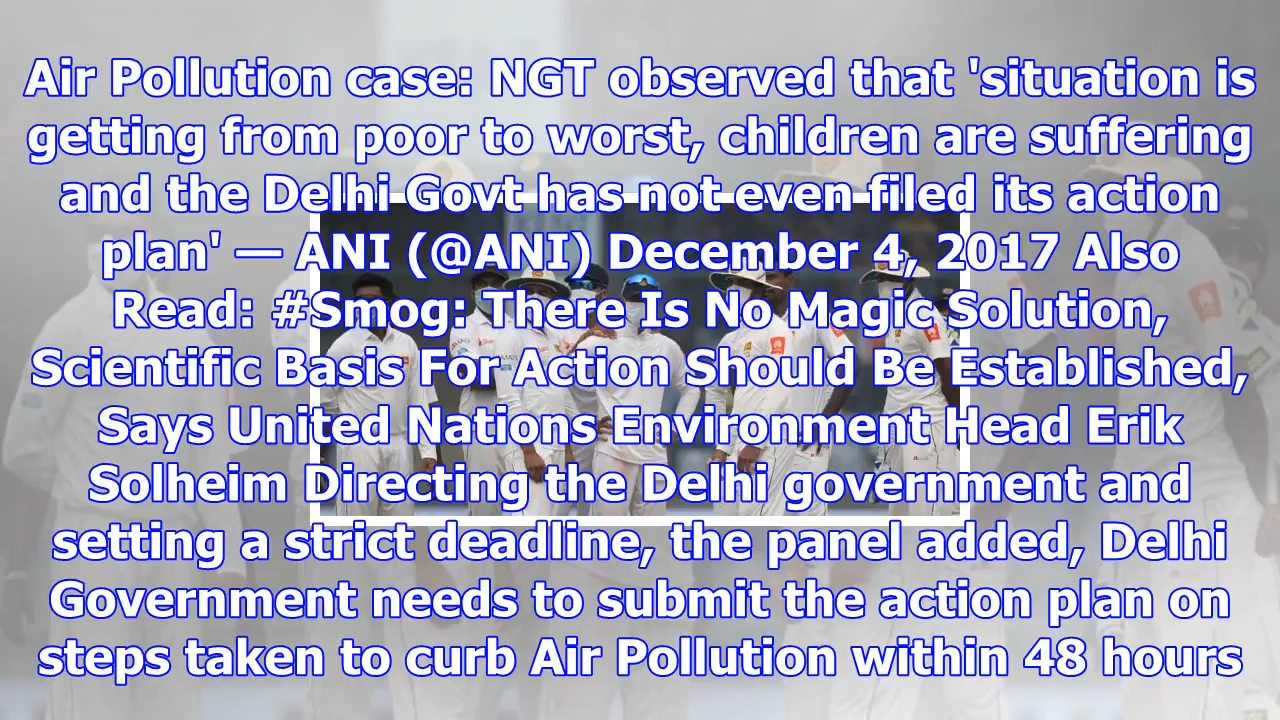 Air Pollution case: NGT observed that 'situation is
getting from poor to worst, children are suffering
and the Delhi Govt has not even filed its action
plan' — ANI (@ANI) December 4, 2017 Also
Read: #Smog: There Is No Magic Solution,
Scientific Basis For Action Should Be Established,
Says United Nations Environment Head Erik
Solheim Directing the Delhi government and
setting a strict deadline, the panel added, Delhi
Government needs to submit the action plan on
steps taken to curb Air Pollution within 48 hours